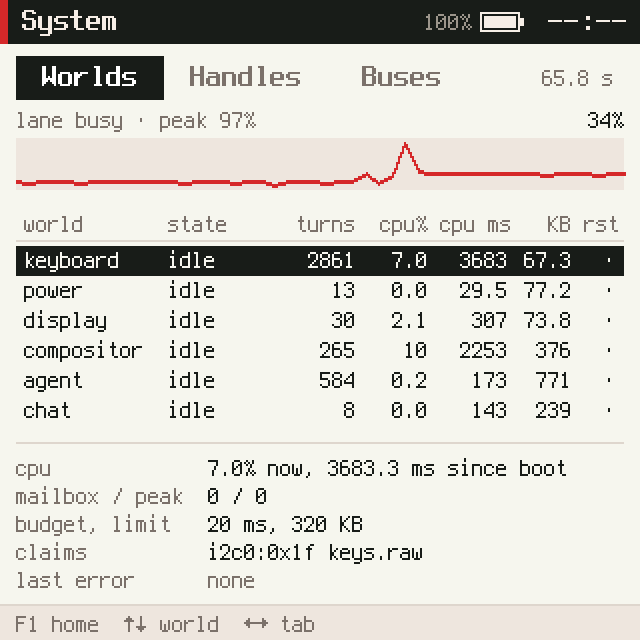 System 100% --:--
Worlds Handles Buses 65.8 s
lane busy · peak 97% 34%
world state turns cpu% cpu ms KB rst
keyboard idle 2861 7.0 3683 67.3 ·
power idle 13 0.0 29.5 77.2 ·
display idle 30 2.1 307 73.8 ·
compositor idle 265 10 2253 376 ·
agent idle 584 0.2 173 771 ·
chat idle 8 0.0 143 239 ·
cpu 7.0% now, 3683.3 ms since boot
mailbox / peak 0 / 0
budget, limit 20 ms, 320 KB
claims i2c0:0x1f keys.raw
last error none
F1 home ↑↓ world ↔ tab